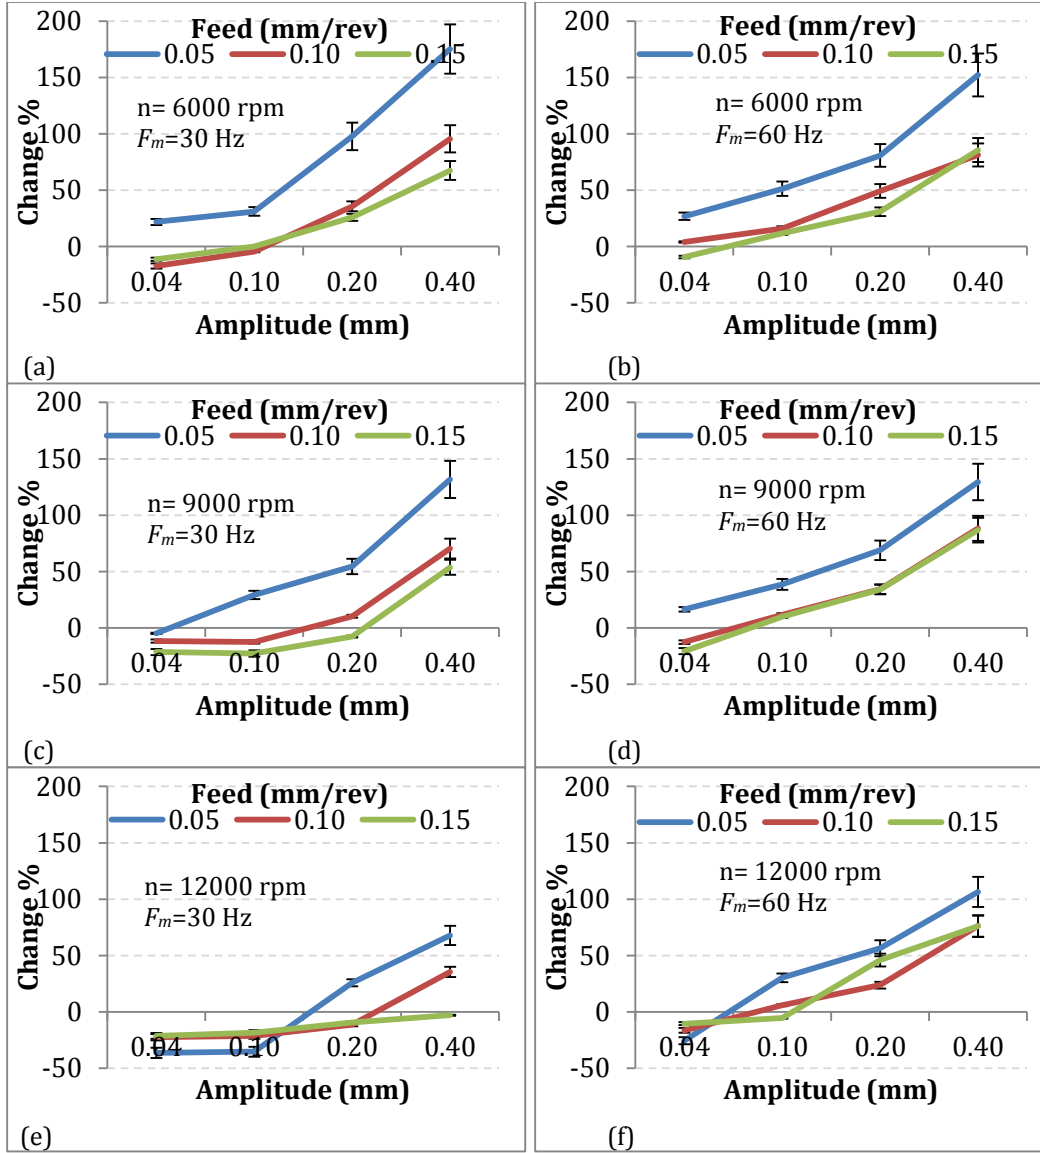 Feed (mm/rev)
0.05 0.10 0.15
n= 6000 rpm
Fm=30 Hz
Change %
200
150
100
50
0
-50
0.04 0.10 0.20 0.40
Amplitude (mm)
(a)
Feed (mm/rev)
0.05 0.10 0.15
n= 6000 rpm
Fm=60 Hz
Change %
200
150
100
50
0
-50
0.04 0.10 0.20 0.40
Amplitude (mm)
(b)
Feed (mm/rev)
0.05 0.10 0.15
n= 9000 rpm
Fm=30 Hz
Change %
200
150
100
50
0
-50
0.04 0.10 0.20 0.40
Amplitude (mm)
(c)
Feed (mm/rev)
0.05 0.10 0.15
n= 9000 rpm
Fm=60 Hz
Change %
200
150
100
50
0
-50
0.04 0.10 0.20 0.40
Amplitude (mm)
(d)
Feed (mm/rev)
0.05 0.10 0.15
n= 12000 rpm
Fm=30 Hz
Change %
200
150
100
50
0
-50
0.04 0.10 0.20 0.40
Amplitude (mm)
(e)
Feed (mm/rev)
0.05 0.10 0.15
n= 12000 rpm
Fm=60 Hz
Change %
200
150
100
50
0
-50
0.04 0.10 0.20 0.40
Amplitude (mm)
(f)